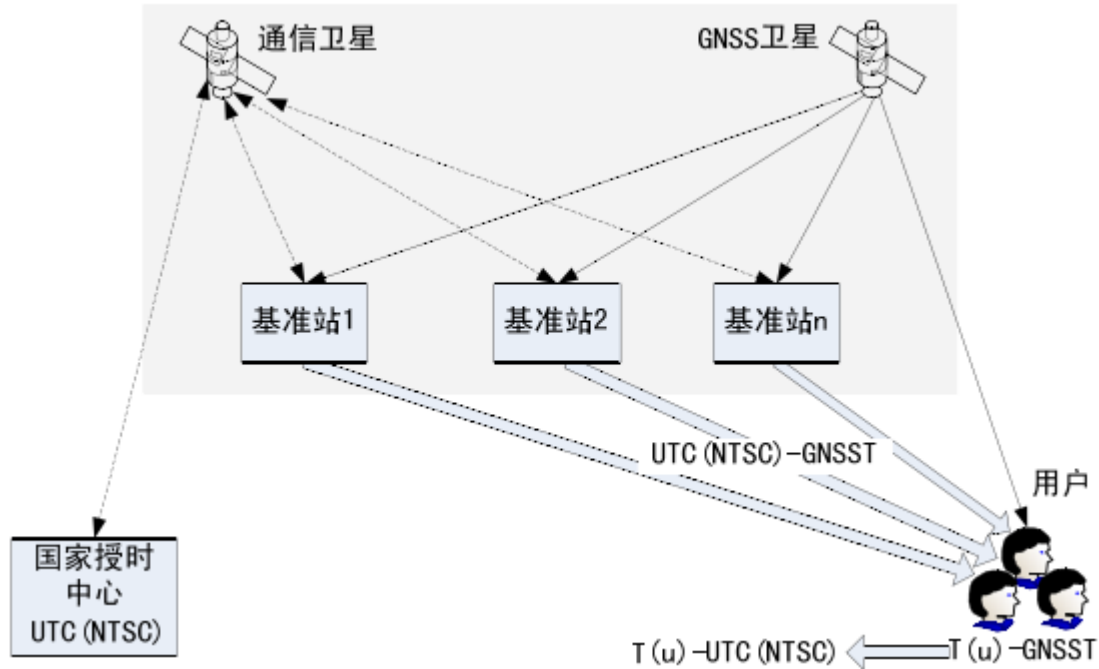 通信卫星
GNSS卫星
基准站1
基准站2
基准站n
UTC(NTSC)-GNSST
用户
国家授时
中心
UTC(NTSC)
T(u)-UTC(NTSC)
T(u)-GNSST